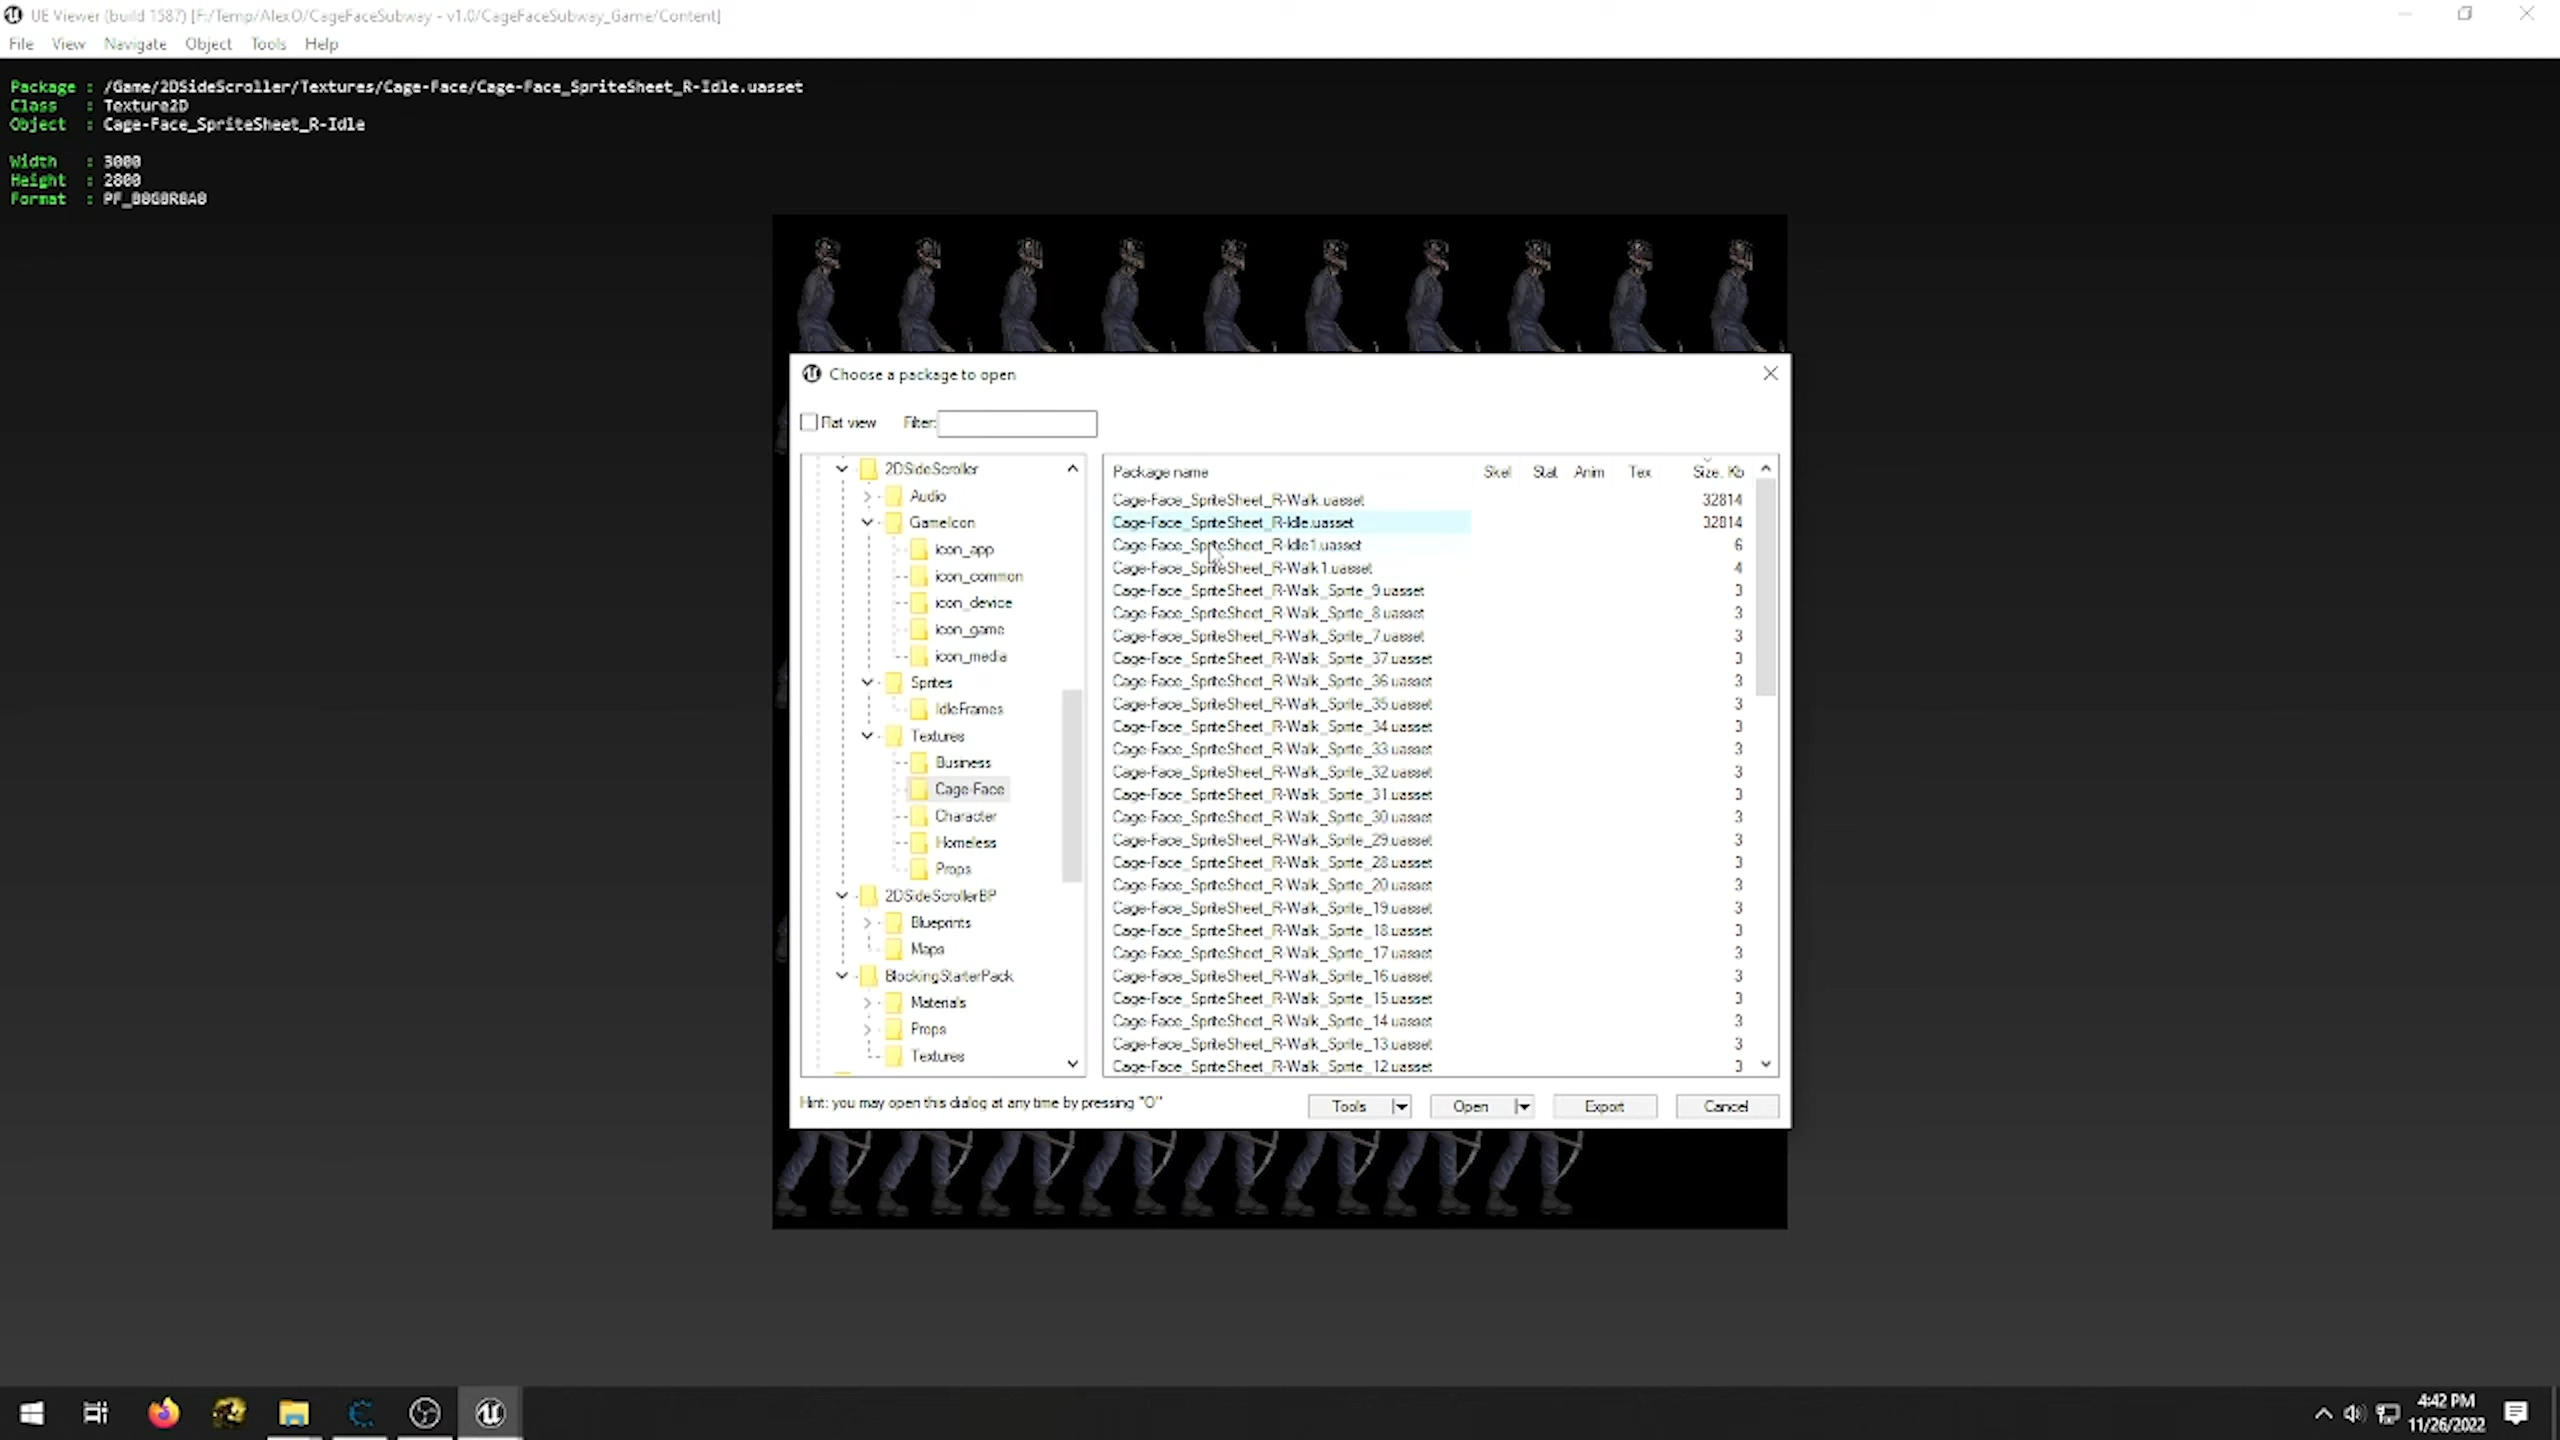 UE Viewer (build 1587) [F:/Temp/AlexO/CageFaceSubway - v1.0/CageFaceSubway_Game/Content]
File View Navigate Object Tools Help
Package : /Game/2DSideScroller/Textures/Cage-Face/Cage-Face_SpriteSheet_R-Idle.uasset
Class : Texture2D
Object : Cage-Face_SpriteSheet_R-Idle
Width : 3000
Height : 2800
Format : PF_B8G8R8A8
Choose a package to open
Flat view Filter:
2DSideScroller
Audio
GameIcon
icon_app
icon_common
icon_device
icon_game
icon_media
Sprites
IdleFrames
Textures
Business
Cage-Face
Character
Homeless
Props
2DSideScrollerBP
Blueprints
Maps
BlockingStarterPack
Materials
Props
Textures
Package name Skel Stat Anim Tex Size, Kb
Cage-Face_SpriteSheet_R-Walk.uasset 32814
Cage-Face_SpriteSheet_R-Idle.uasset 32814
Cage-Face_SpriteSheet_R-Idle1.uasset 6
Cage-Face_SpriteSheet_R-Walk1.uasset 4
Cage-Face_SpriteSheet_R-Walk_Sprite_9.uasset 3
Cage-Face_SpriteSheet_R-Walk_Sprite_8.uasset 3
Cage-Face_SpriteSheet_R-Walk_Sprite_7.uasset 3
Cage-Face_SpriteSheet_R-Walk_Sprite_37.uasset 3
Cage-Face_SpriteSheet_R-Walk_Sprite_36.uasset 3
Cage-Face_SpriteSheet_R-Walk_Sprite_35.uasset 3
Cage-Face_SpriteSheet_R-Walk_Sprite_34.uasset 3
Cage-Face_SpriteSheet_R-Walk_Sprite_33.uasset 3
Cage-Face_SpriteSheet_R-Walk_Sprite_32.uasset 3
Cage-Face_SpriteSheet_R-Walk_Sprite_31.uasset 3
Cage-Face_SpriteSheet_R-Walk_Sprite_30.uasset 3
Cage-Face_SpriteSheet_R-Walk_Sprite_29.uasset 3
Cage-Face_SpriteSheet_R-Walk_Sprite_28.uasset 3
Cage-Face_SpriteSheet_R-Walk_Sprite_20.uasset 3
Cage-Face_SpriteSheet_R-Walk_Sprite_19.uasset 3
Cage-Face_SpriteSheet_R-Walk_Sprite_18.uasset 3
Cage-Face_SpriteSheet_R-Walk_Sprite_17.uasset 3
Cage-Face_SpriteSheet_R-Walk_Sprite_16.uasset 3
Cage-Face_SpriteSheet_R-Walk_Sprite_15.uasset 3
Cage-Face_SpriteSheet_R-Walk_Sprite_14.uasset 3
Cage-Face_SpriteSheet_R-Walk_Sprite_13.uasset 3
Cage-Face_SpriteSheet_R-Walk_Sprite_12.uasset 3
Hint: you may open this dialog at any time by pressing "O"
Tools Open Export Cancel
4:42 PM
11/26/2022